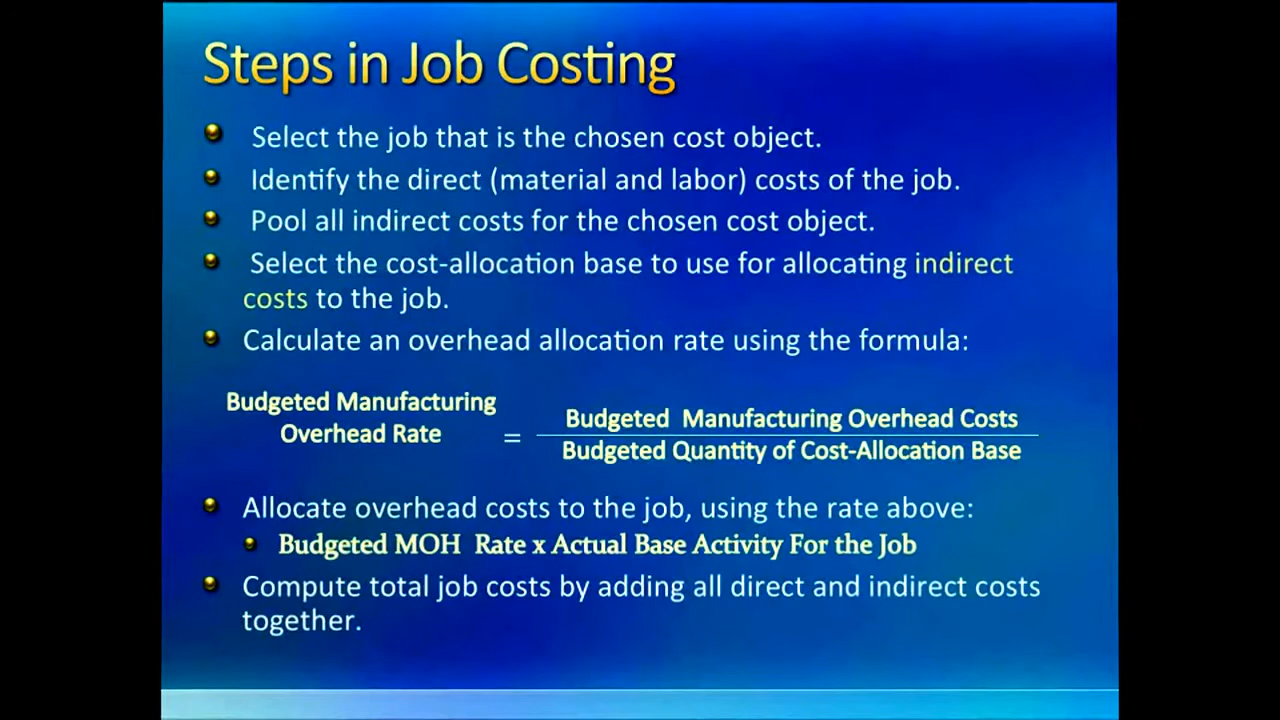 Steps in Job Costing
Select the job that is the chosen cost object.
Identify the direct (material and labor) costs of the job.
Pool all indirect costs for the chosen cost object.
Select the cost-allocation base to use for allocating indirect
costs to the job.
Calculate an overhead allocation rate using the formula:
Budgeted Manufacturing
Overhead Rate
=
Budgeted Manufacturing Overhead Costs
Budgeted Quantity of Cost-Allocation Base
Allocate overhead costs to the job, using the rate above:
Budgeted MOH Rate x Actual Base Activity For the Job
Compute total job costs by adding all direct and indirect costs
together.